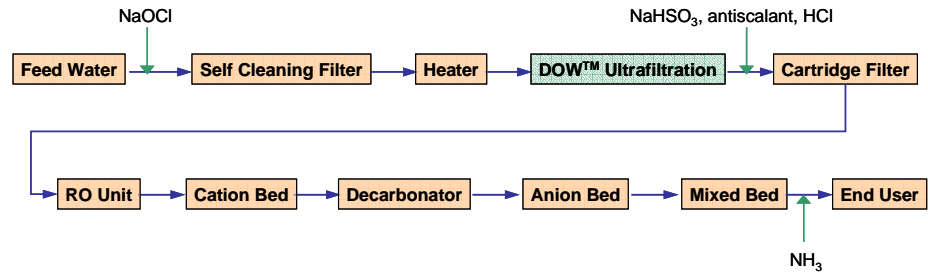 NaOCl
NaHSO3, antiscalant, HCl
Feed Water
Self Cleaning Filter
Heater
DOW™ Ultrafiltration
Cartridge Filter
RO Unit
Cation Bed
Decarbonator
Anion Bed
Mixed Bed
End User
NH3